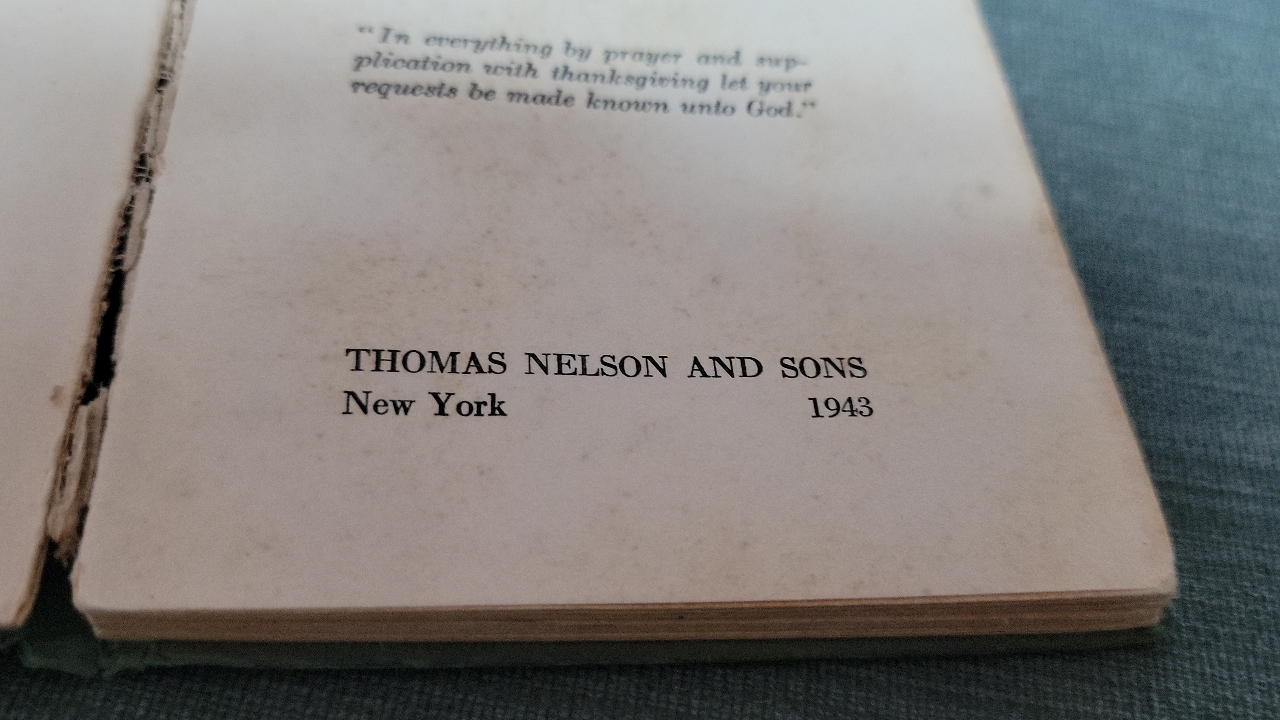 "In everything by prayer and sup-
plication with thanksgiving let your
requests be made known unto God."
THOMAS NELSON AND SONS
New York 1943